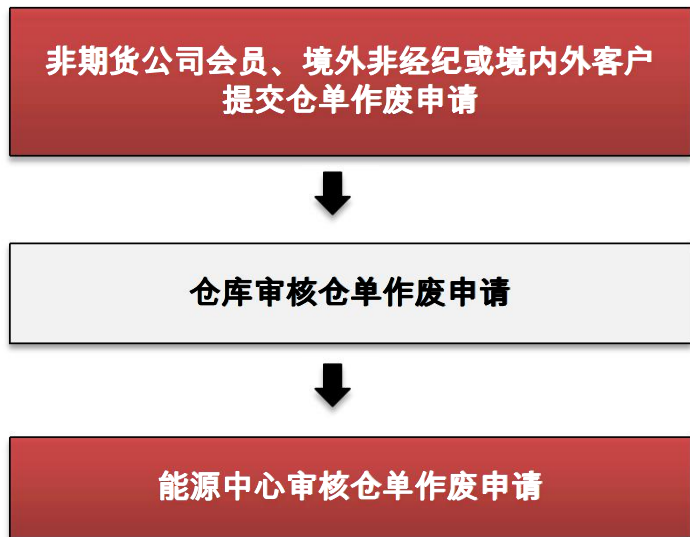 非期货公司会员、境外非经纪或境内外客户
提交仓单作废申请
仓库审核仓单作废申请
能源中心审核仓单作废申请